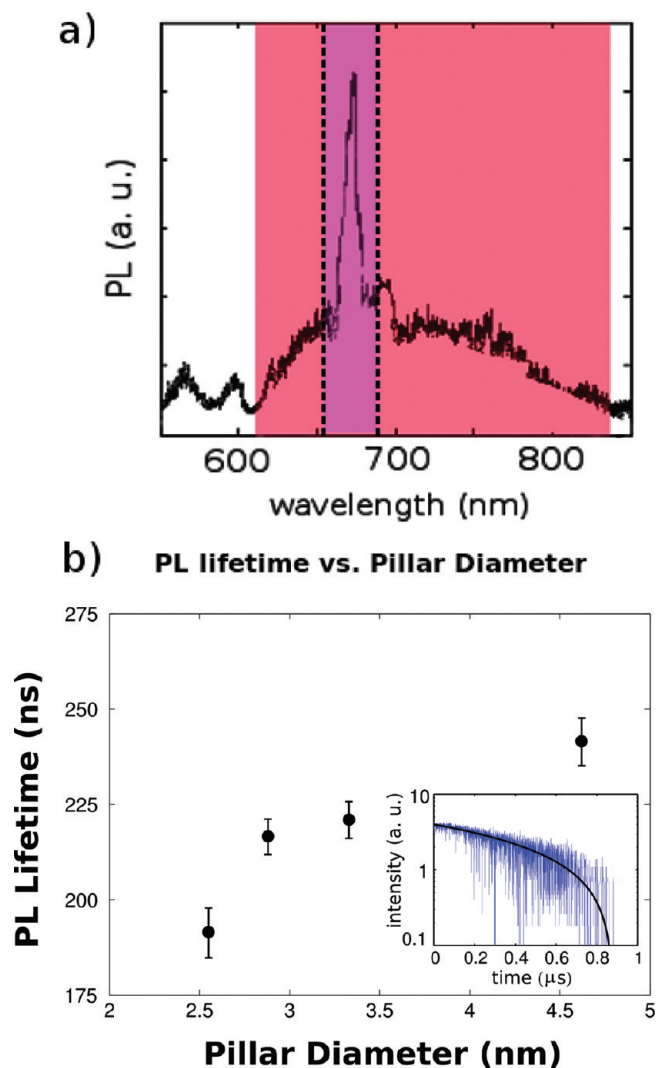 a)
PL (a. u.)
600 700 800
wavelength (nm)
b) PL lifetime vs. Pillar Diameter
275
250
225
200
175
PL Lifetime (ns)
10
1
0.1
intensity (a. u.)
0 0.2 0.4 0.6 0.8 1
time (μs)
2 2.5 3 3.5 4 4.5 5
Pillar Diameter (nm)